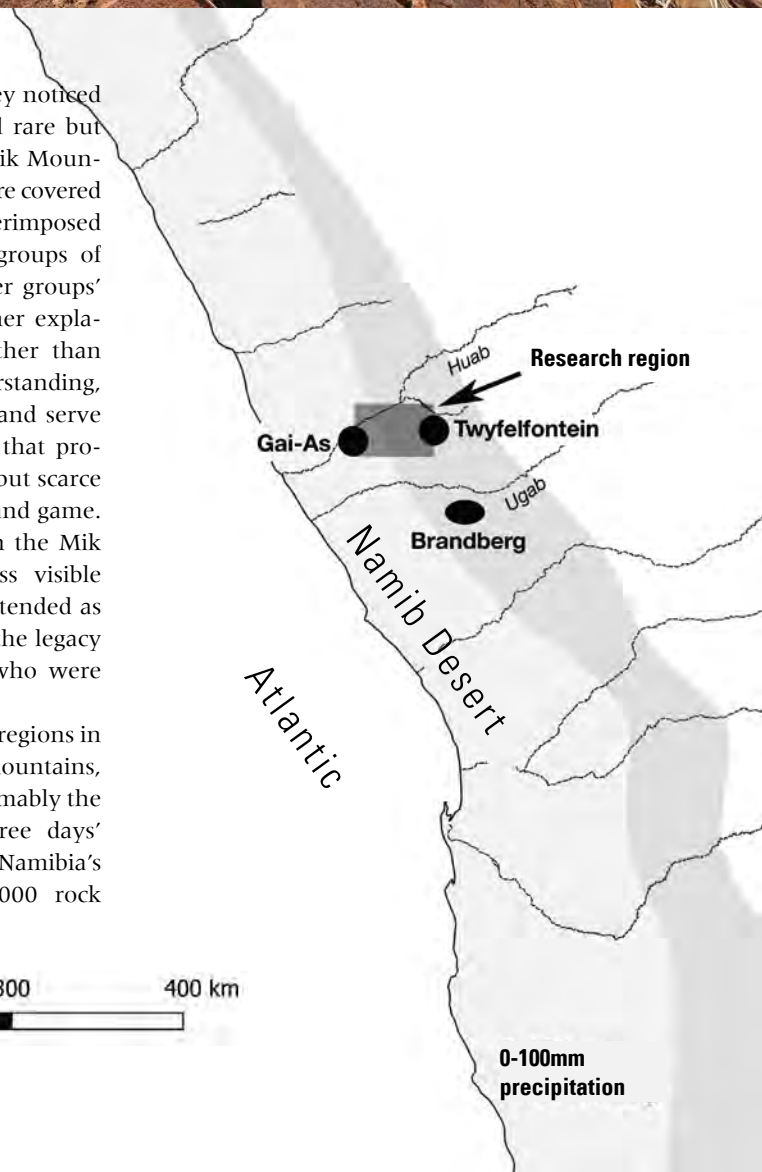 ey noticed
rare but
ik Moun-
re covered
erimposed
groups of
er groups'
her expla-
ther than
rstanding,
and serve
that pro-
out scarce
and game.
n the Mik
ss visible
tended as
he legacy
who were
regions in
ountains,
mably the
ree days'
Namibia's
000 rock
300 400 km
Huab
Research region
Gai-As
Twyfelfontein
Ugab
Brandberg
Namib Desert
Atlantic
0-100mm
precipitation